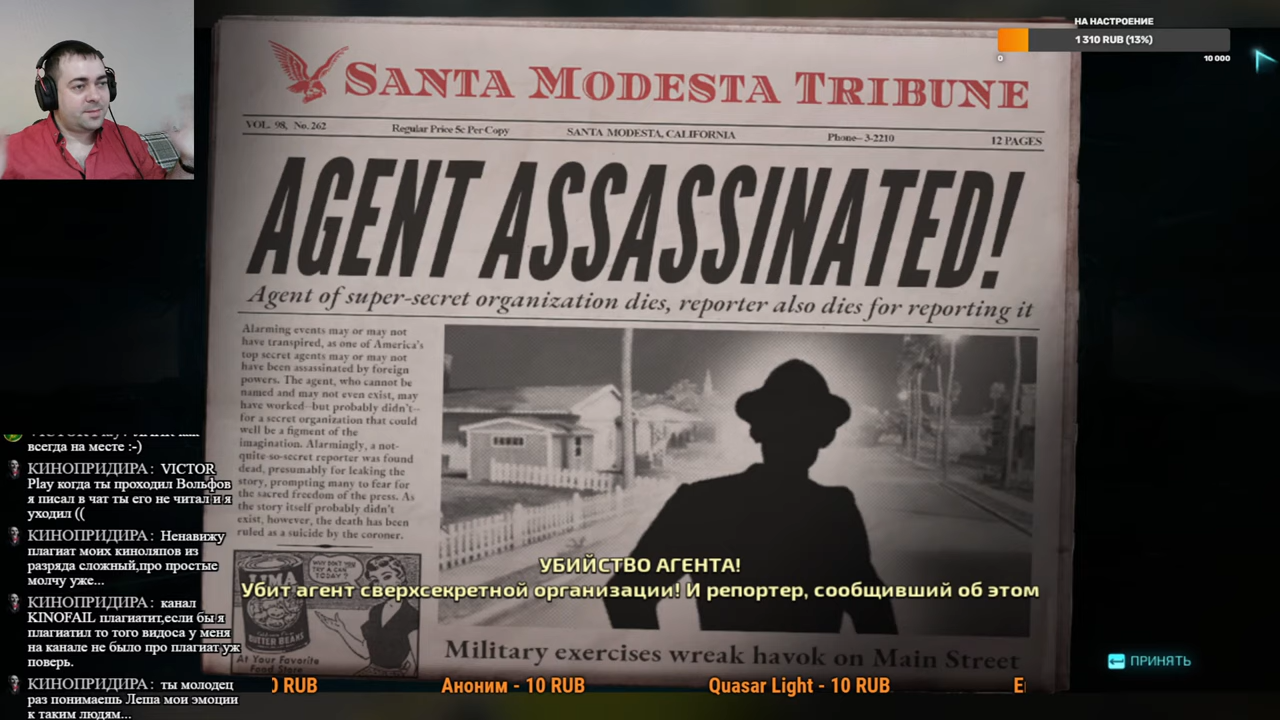 НА НАСТРОЕНИЕ
1 310 RUB (13%)
0
10 000
SANTA MODESTA TRIBUNE
VOL. 98, No. 262
Regular Price 5c Per Copy
SANTA MODESTA, CALIFORNIA
Phone– 3-2210
12 PAGES
AGENT ASSASSINATED!
Agent of super-secret organization dies, reporter also dies for reporting it
Alarming events may or may not
have transpired, as one of America's
top secret agents may or may not
have been assassinated by foreign
powers. The agent, who cannot be
named and may not even exist, may
have worked–but probably didn't–
for a secret organization that could
well be a figment of the
imagination. Alarmingly, a not-
quite-so-secret reporter was found
dead, presumably for leaking the
story, prompting many to fear for
the sacred freedom of the press. As
the story itself probably didn't
exist, however, the death has been
ruled as a suicide by the coroner.
WHY DON'T YOU
TRY A CAN
TODAY?
LIMA
BUTTER BEANS
At Your Favorite
Food Store
УБИЙСТВО АГЕНТА!
Убит агент сверхсекретной организации! И репортер, сообщивший об этом
Military exercises wreak havok on Main Street
ПРИНЯТЬ
всегда на месте :-)
КИНОПРИДИРА : VICTOR
Play когда ты проходил Вольфов
я писал в чат ты его не читал и я
уходил ((
КИНОПРИДИРА : Ненавижу
плагиат моих киноляпов из
разряда сложный,про простые
молчу уже...
КИНОПРИДИРА : канал
KINOFAIL плагиатит,если бы я
плагиатил то того видоса у меня
на канале не было про плагиат уж
поверь.
КИНОПРИДИРА : ты молодец
раз понимаешь Леша мои эмоции
к таким людям...
0 RUB
Аноним - 10 RUB
Quasar Light - 10 RUB